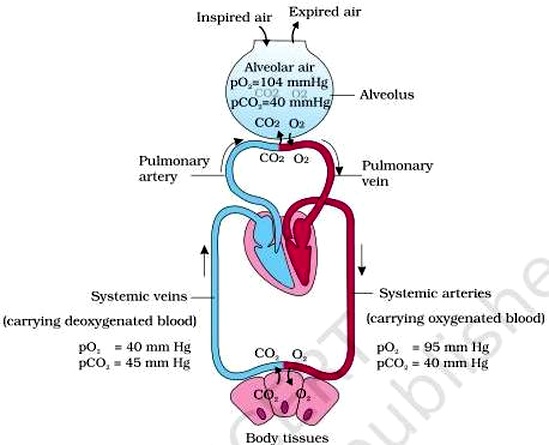 Inspired air
Expired air
Alveolar air
pO₂=104 mmHg
CO2 O2
pCO₂=40 mmHg
Alveolus
CO2 O2
CO2 O2
Pulmonary
artery
Pulmonary
vein
Systemic veins
(carrying deoxygenated blood)
pO₂ = 40 mm Hg
pCO₂ = 45 mm Hg
Systemic arteries
(carrying oxygenated blood)
pO₂ = 95 mm Hg
pCO₂ = 40 mm Hg
CO₂ O₂
CO₂ O₂
Body tissues